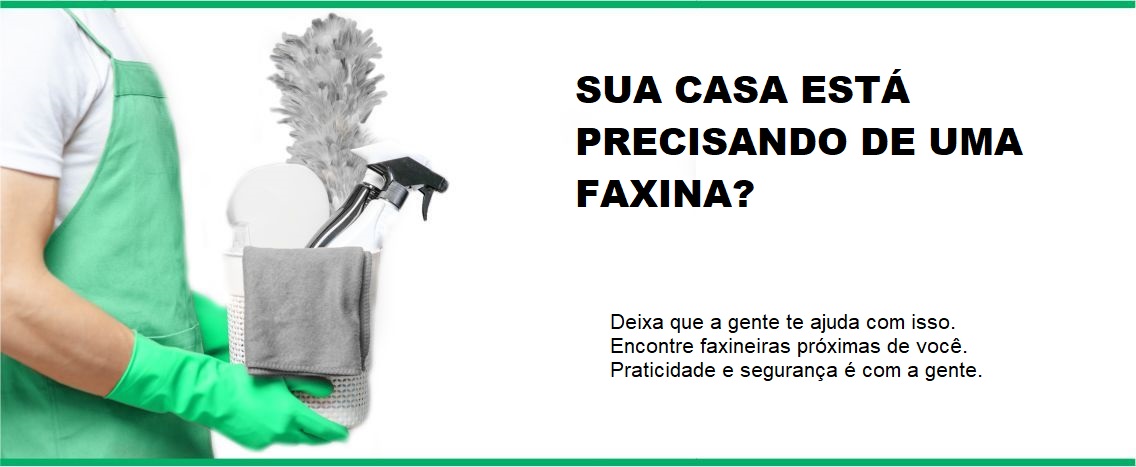 SUA CASA ESTÁ
PRECISANDO DE UMA
FAXINA?
Deixa que a gente te ajuda com isso.
Encontre faxineiras próximas de você.
Praticidade e segurança é com a gente.